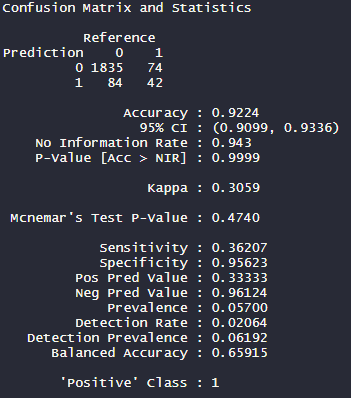 Confusion Matrix and Statistics
Reference
Prediction 0 1
0 1835 74
1 84 42
Accuracy : 0.9224
95% CI : (0.9099, 0.9336)
No Information Rate : 0.943
P-Value [Acc > NIR] : 0.9999
Kappa : 0.3059
Mcnemar's Test P-Value : 0.4740
Sensitivity : 0.36207
Specificity : 0.95623
Pos Pred Value : 0.33333
Neg Pred Value : 0.96124
Prevalence : 0.05700
Detection Rate : 0.02064
Detection Prevalence : 0.06192
Balanced Accuracy : 0.65915
'Positive' Class : 1